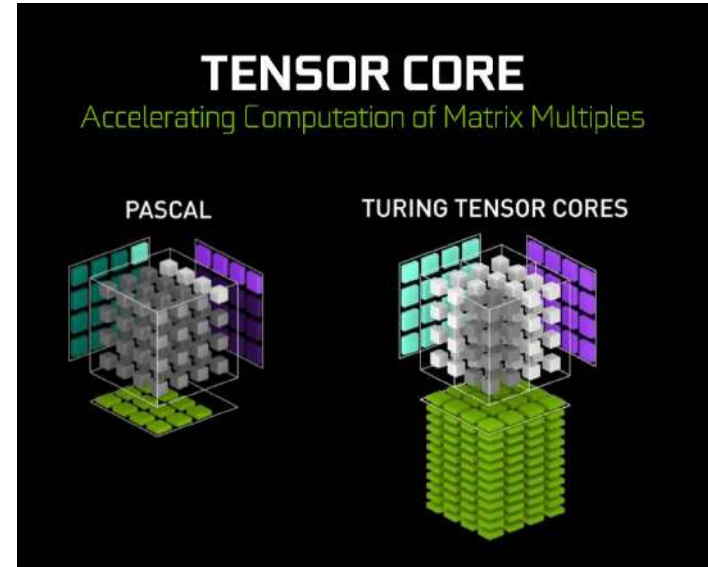 TENSOR CORE
Accelerating Computation of Matrix Multiples
PASCAL
TURING TENSOR CORES